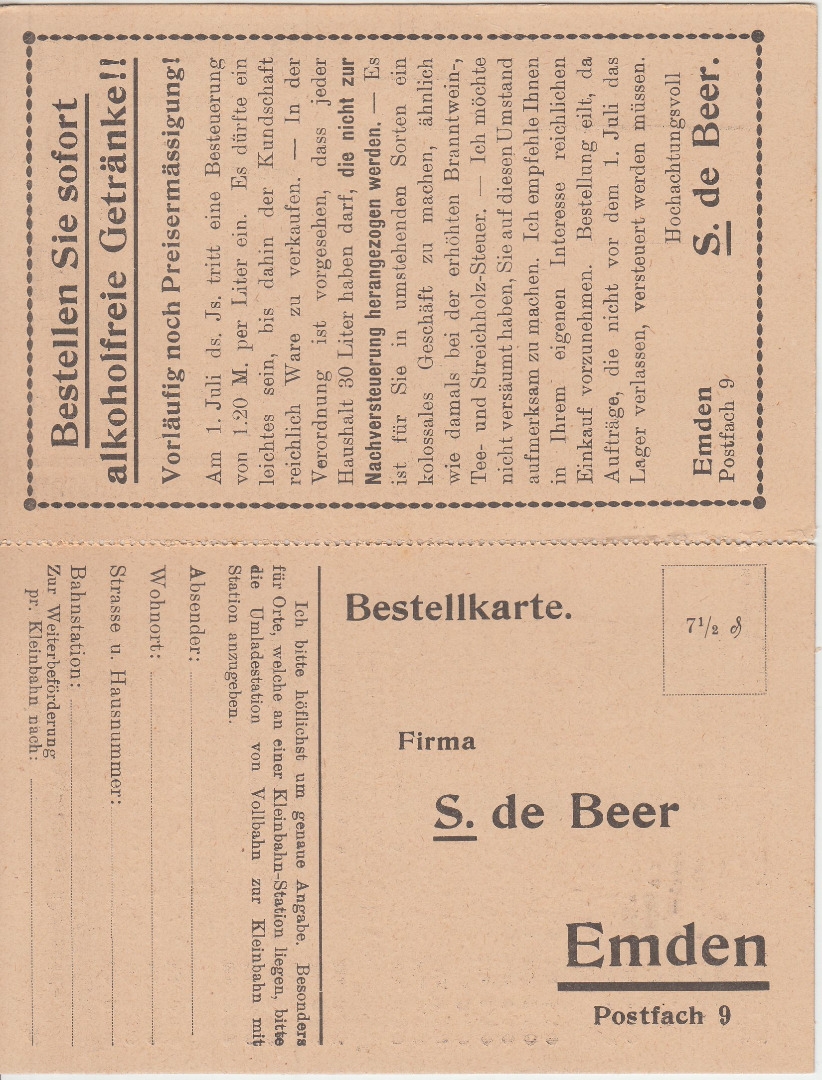 Bestellen Sie sofort
alkoholfreie Getränke!!
Vorläufig noch Preisermässigung!
Am 1. Juli ds. Js. tritt eine Besteuerung
von 1.20 M. per Liter ein. Es dürfte ein
leichtes sein, bis dahin der Kundschaft
reichlich Ware zu verkaufen. — In der
Verordnung ist vorgesehen, dass jeder
Haushalt 30 Liter haben darf, die nicht zur
Nachversteuerung herangezogen werden. — Es
ist für Sie in umstehenden Sorten ein
kolossales Geschäft zu machen, ähnlich
wie damals bei der erhöhten Branntwein-,
Tee- und Streichholz-Steuer. — Ich möchte
nicht versäumt haben, Sie auf diesen Umstand
aufmerksam zu machen. Ich empfehle Ihnen
in Ihrem eigenen Interesse reichlichen
Einkauf vorzunehmen. Bestellung eilt, da
Aufträge, die nicht vor dem 1. Juli das
Lager verlassen, versteuert werden müssen.
Hochachtungsvoll
Emden S. de Beer.
Postfach 9
Ich bitte höflichst um genaue Angabe. Besonders
für Orte, welche an einer Kleinbahn-Station liegen, bitte
die Umladestation von Vollbahn zur Kleinbahn mit
Station anzugeben.
Absender:
Wohnort:
Strasse u. Hausnummer:
Bahnstation:
Zur Weiterbeförderung
pr. Kleinbahn nach:
Bestellkarte.
7½ ₰
Firma
S. de Beer
Emden
Postfach 9